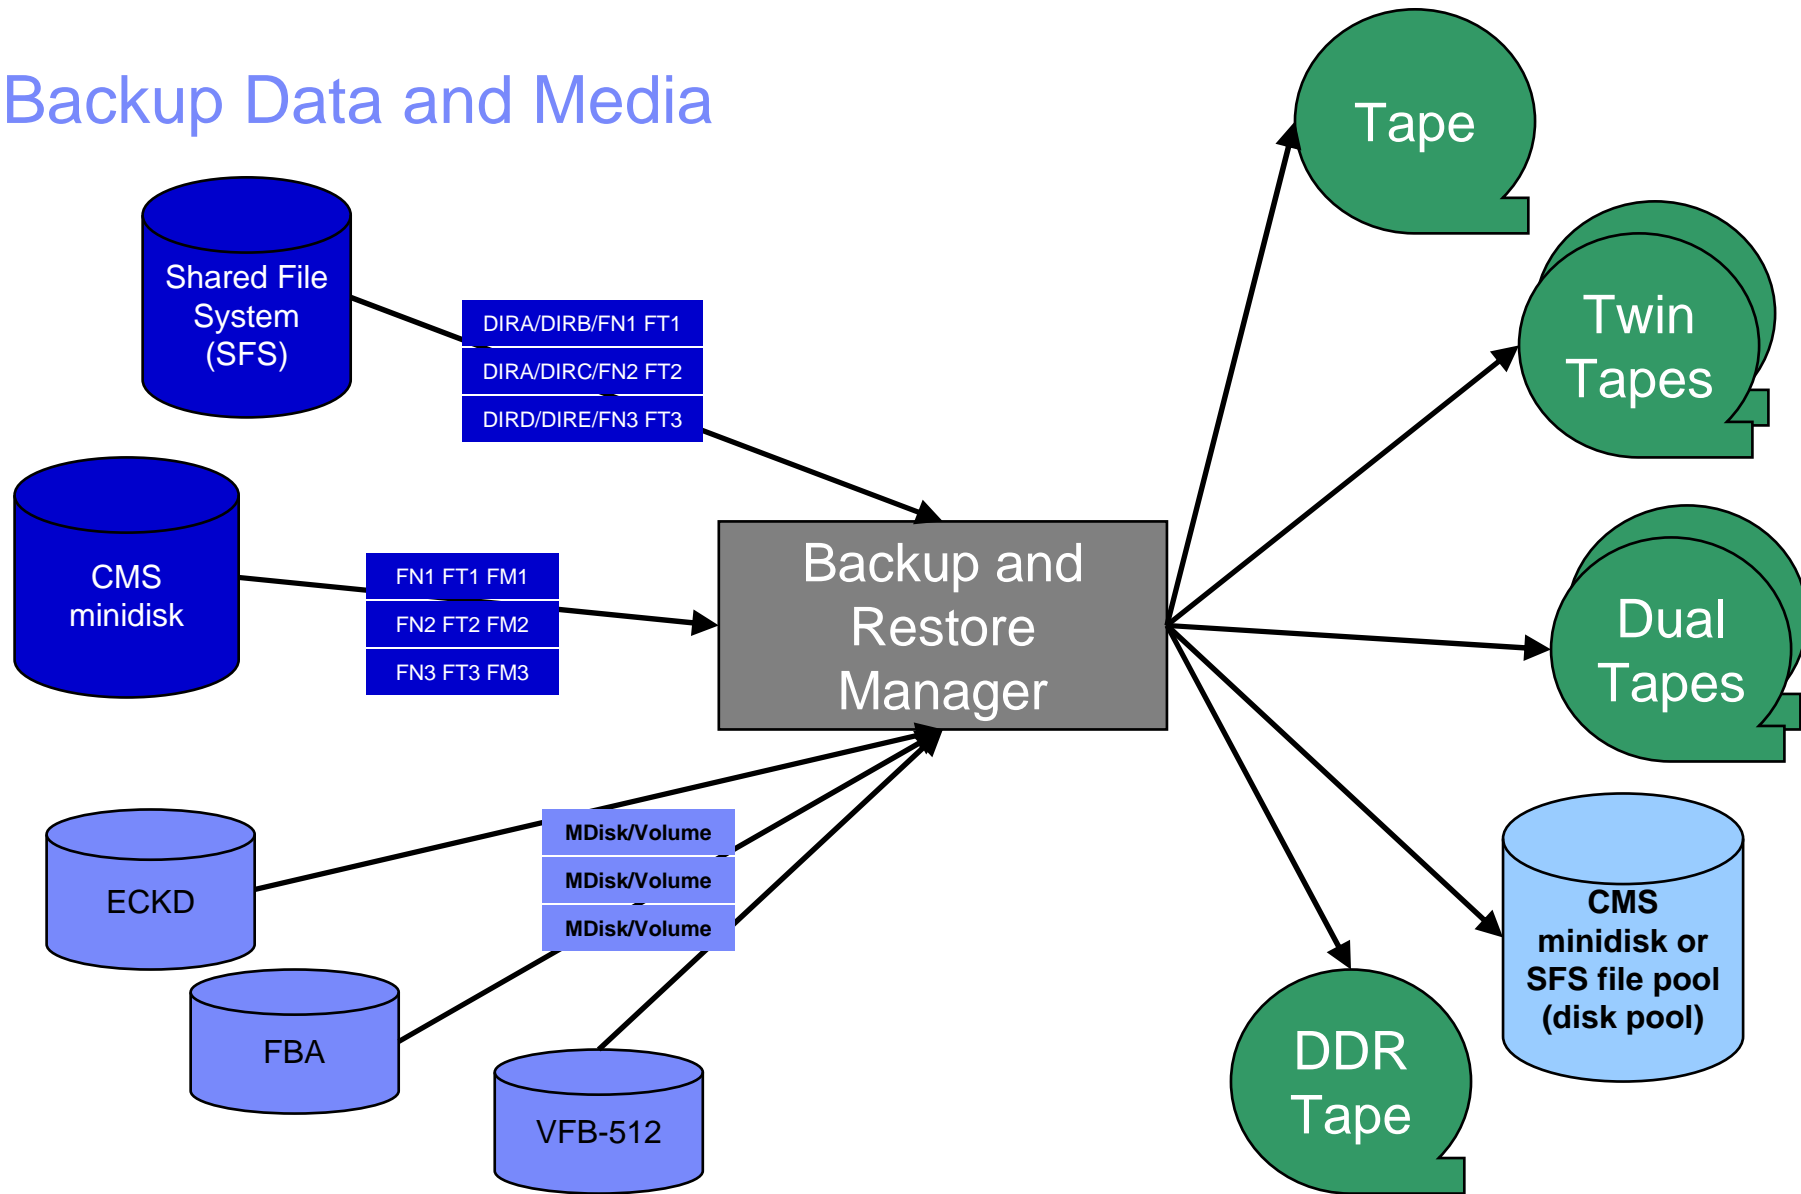 Backup Data and Media
Tape
Shared File
System
(SFS)
DIRA/DIRB/FN1 FT1
DIRA/DIRC/FN2 FT2
DIRD/DIRE/FN3 FT3
Twin
Tapes
CMS
minidisk
FN1 FT1 FM1
FN2 FT2 FM2
FN3 FT3 FM3
Backup and
Restore
Manager
Dual
Tapes
ECKD
MDisk/Volume
MDisk/Volume
MDisk/Volume
FBA
VFB-512
CMS
minidisk or
SFS file pool
(disk pool)
DDR
Tape